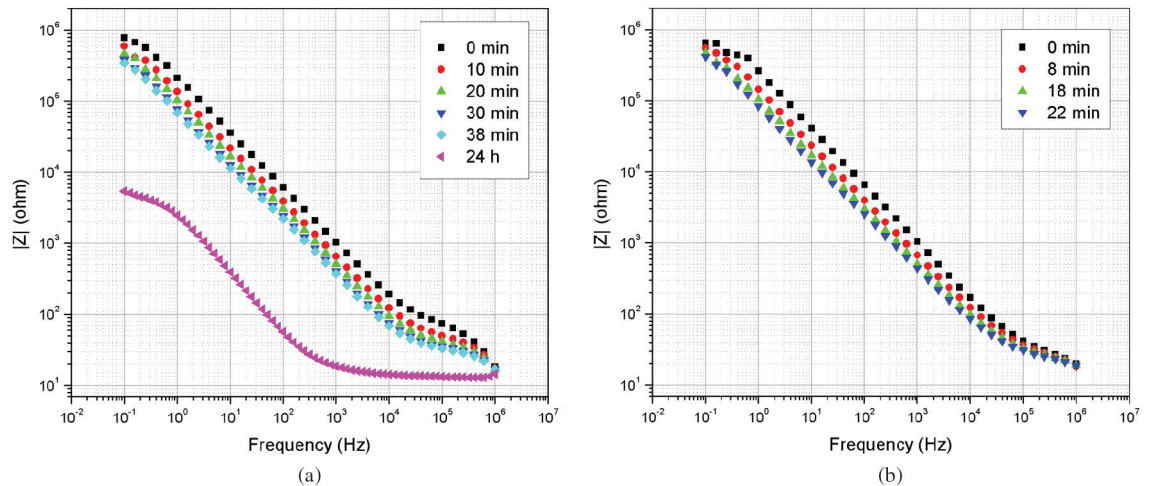 10^6
10^5
10^4
10^3
10^2
10^1
|Z| (ohm)
0 min
10 min
20 min
30 min
38 min
24 h
10^-2 10^-1 10^0 10^1 10^2 10^3 10^4 10^5 10^6 10^7
Frequency (Hz)
(a)
10^6
10^5
10^4
10^3
10^2
10^1
|Z| (ohm)
0 min
8 min
18 min
22 min
10^-2 10^-1 10^0 10^1 10^2 10^3 10^4 10^5 10^6 10^7
Frequency (Hz)
(b)